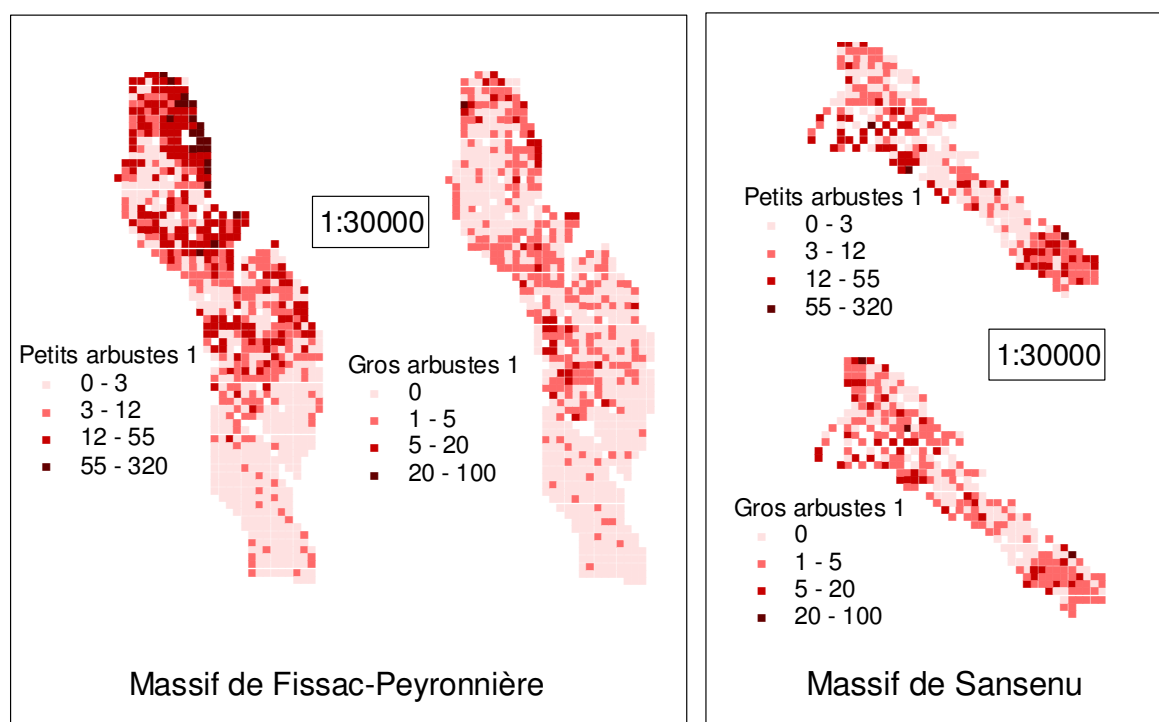 1:30000
Petits arbustes 1
0 - 3
3 - 12
12 - 55
55 - 320
Gros arbustes 1
0
1 - 5
5 - 20
20 - 100
Massif de Fissac-Peyronnière
Petits arbustes 1
0 - 3
3 - 12
12 - 55
55 - 320
1:30000
Gros arbustes 1
0
1 - 5
5 - 20
20 - 100
Massif de Sansenu